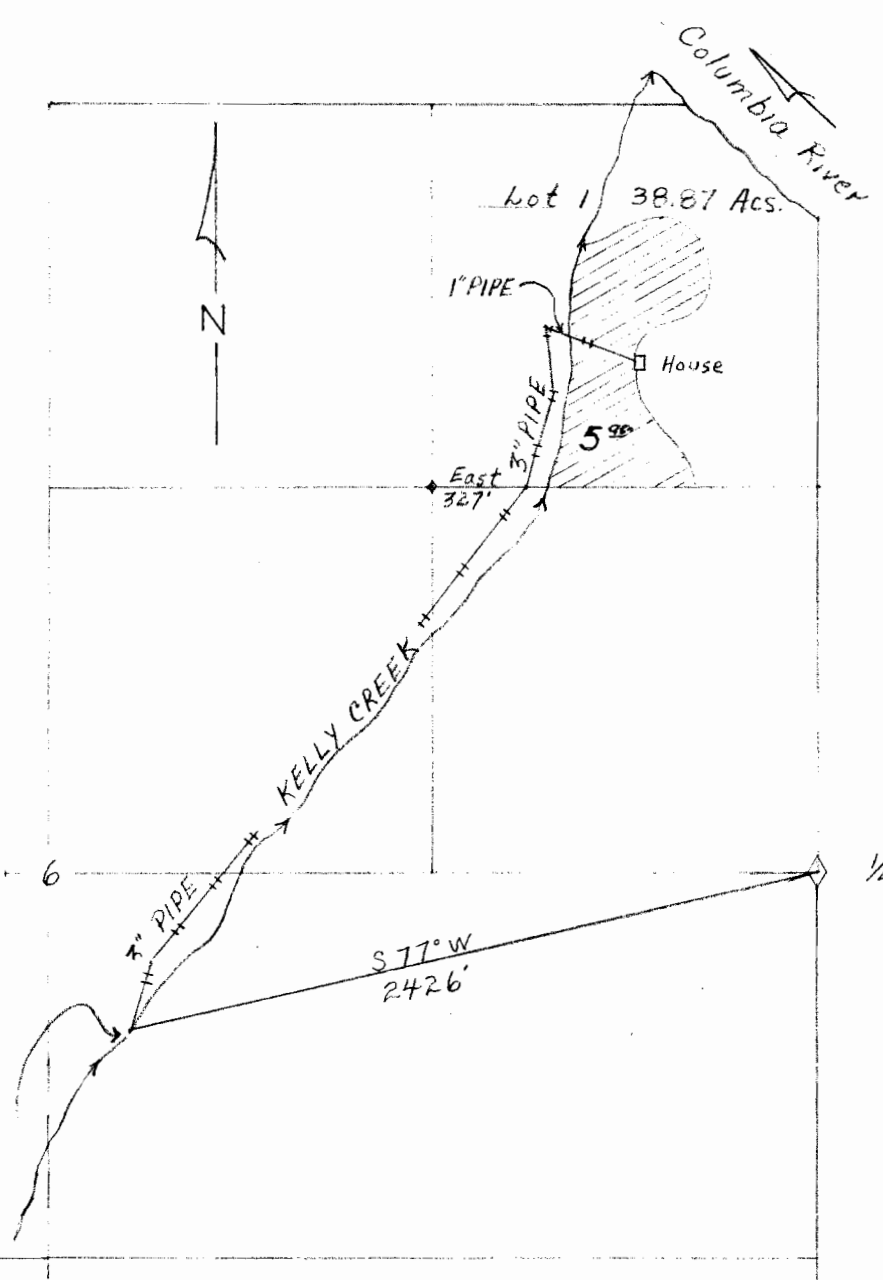 Columbia River
Lot 1 38.87 Acs.
N
1" PIPE
House
3" PIPE
5
East
327'
KELLY CREEK
6
3" PIPE
S 77° W
2426'